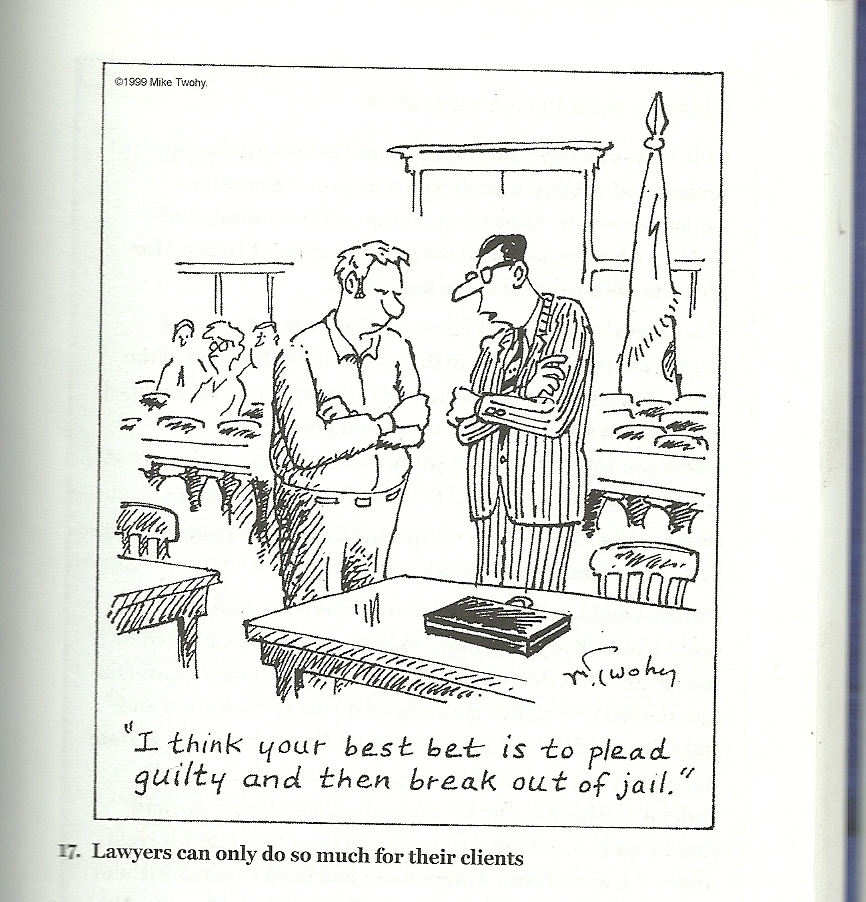 ©1999 Mike Twohy.
m. Twohy
"I think your best bet is to plead
guilty and then break out of jail."
17. Lawyers can only do so much for their clients